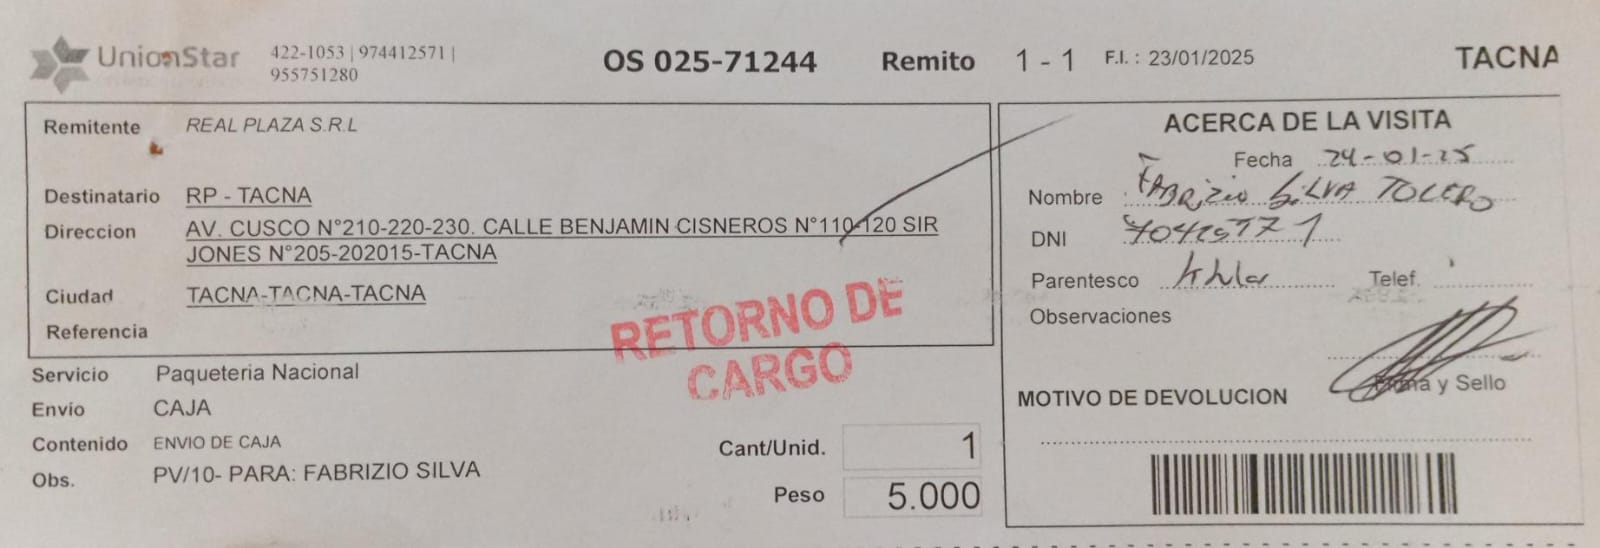 UnionStar
422-1053 | 974412571 |
955751280
OS 025-71244 Remito 1 - 1 F.I. : 23/01/2025 TACNA
Remitente REAL PLAZA S.R.L
Destinatario RP - TACNA
Direccion AV. CUSCO N°210-220-230. CALLE BENJAMIN CISNEROS N°110-120 SIR
JONES N°205-202015-TACNA
Ciudad TACNA-TACNA-TACNA
Referencia
RETORNO DE
CARGO
Servicio Paqueteria Nacional
Envío CAJA
Contenido ENVIO DE CAJA
Obs. PV/10- PARA: FABRIZIO SILVA
Cant/Unid. 1
Peso 5.000
ACERCA DE LA VISITA
Fecha 24-01-25
Nombre FABRizio SiLVA TOLERO
DNI
Parentesco
Telef.
Observaciones
Firma y Sello
MOTIVO DE DEVOLUCION